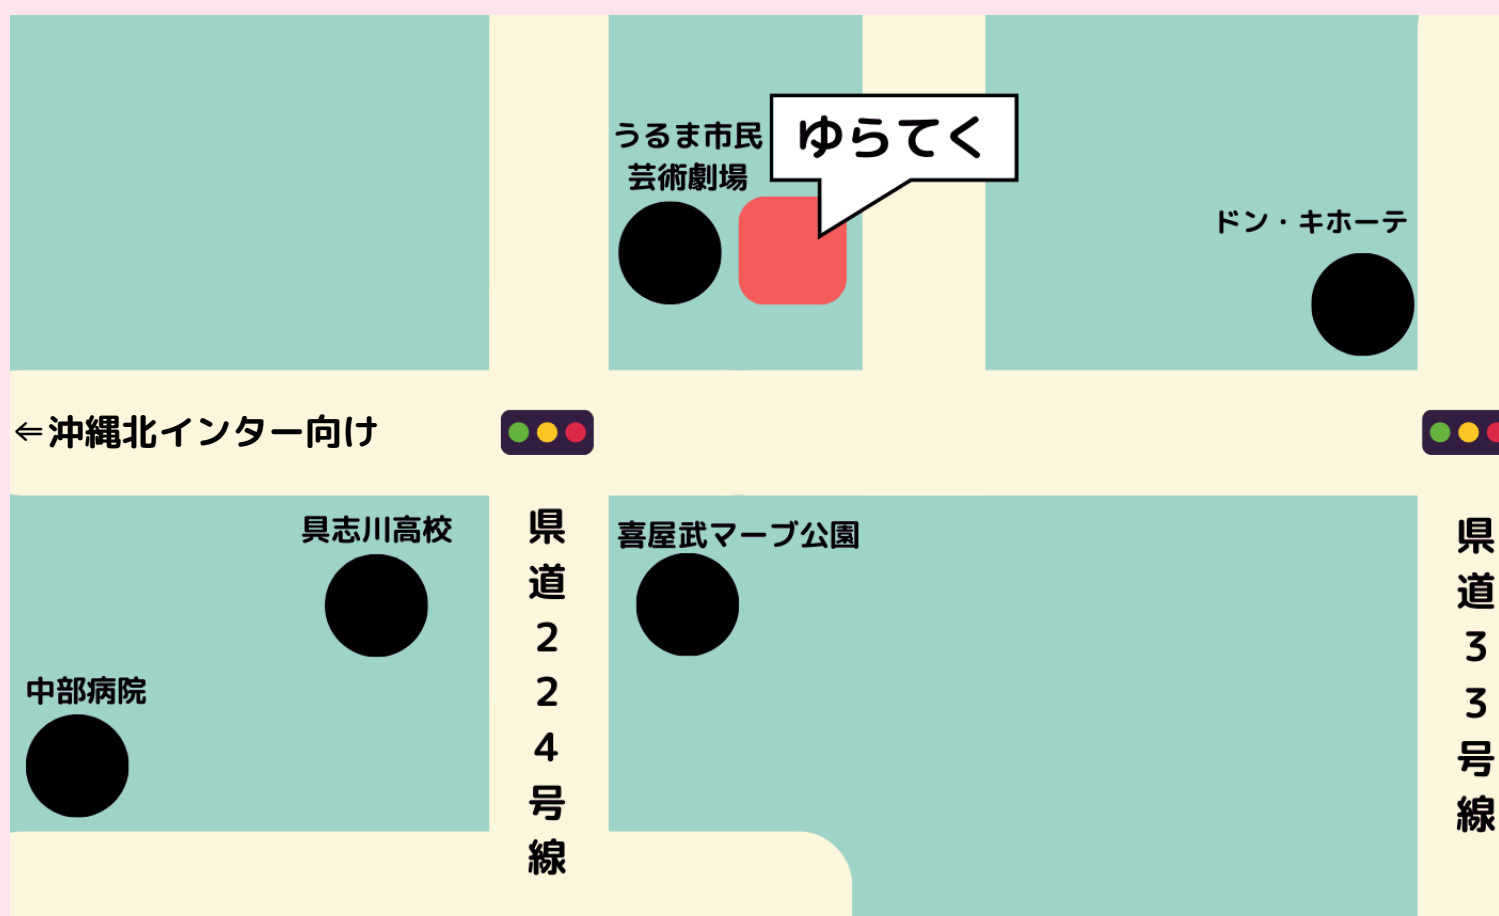 うるま市民
芸術劇場
ゆらてく
ドン・キホーテ
⇐沖縄北インター向け
具志川高校
県道224号線
喜屋武マーブ公園
県道33号線
中部病院